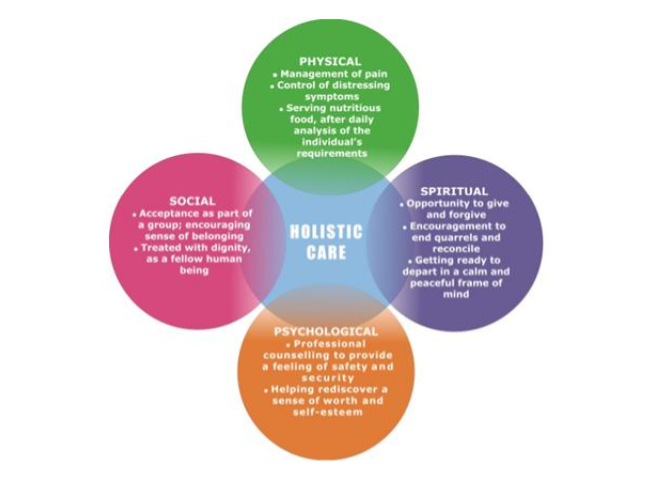 PHYSICAL
• Management of pain
• Control of distressing
symptoms
• Serving nutritious
food, after daily
analysis of the
individual's
requirements
SOCIAL
• Acceptance as part of
a group; encouraging
sense of belonging
• Treated with dignity,
as a fellow human
being
HOLISTIC
CARE
SPIRITUAL
• Opportunity to give
and forgive
• Encouragement to
end quarrels and
reconcile
• Getting ready to
depart in a calm and
peaceful frame of
mind
PSYCHOLOGICAL
• Professional
counselling to provide
a feeling of safety and
security
• Helping rediscover a
sense of worth and
self-esteem